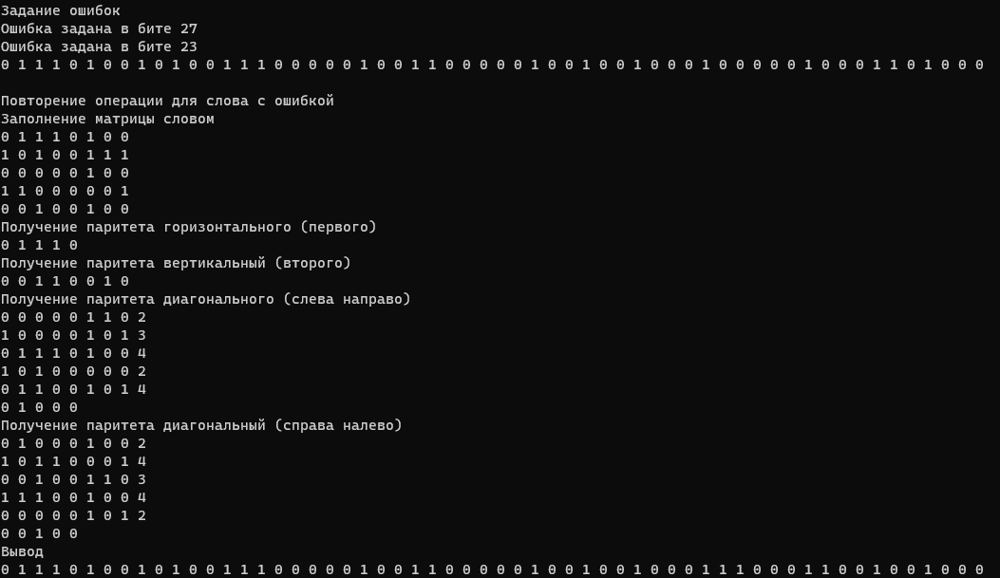 Задание ошибок
Ошибка задана в бите 27
Ошибка задана в бите 23
0 1 1 1 0 1 0 0 1 0 1 0 0 1 1 1 0 0 0 0 0 1 0 0 1 1 0 0 0 0 0 1 0 0 1 0 0 1 0 0 0 1 0 0 0 0 0 1 0 0 0 1 1 0 1 0 0 0
Повторение операции для слова с ошибкой
Заполнение матрицы словом
0 1 1 1 0 1 0 0
1 0 1 0 0 1 1 1
0 0 0 0 0 1 0 0
1 1 0 0 0 0 0 1
0 0 1 0 0 1 0 0
Получение паритета горизонтального (первого)
0 1 1 1 0
Получение паритета вертикальный (второго)
0 0 1 1 0 0 1 0
Получение паритета диагонального (слева направо)
0 0 0 0 0 1 1 0 2
1 0 0 0 0 1 0 1 3
0 1 1 1 0 1 0 0 4
1 0 1 0 0 0 0 0 2
0 1 1 0 0 1 0 1 4
0 1 0 0 0
Получение паритета диагональный (справа налево)
0 1 0 0 0 1 0 0 2
1 0 1 1 0 0 0 1 4
0 0 1 0 0 1 1 0 3
1 1 1 0 0 1 0 0 4
0 0 0 0 0 1 0 1 2
0 0 1 0 0
Вывод
0 1 1 1 0 1 0 0 1 0 1 0 0 1 1 1 0 0 0 0 0 1 0 0 1 1 0 0 0 0 0 1 0 0 1 0 0 1 0 0 0 1 1 1 0 0 0 1 1 0 0 1 0 0 1 0 0 0